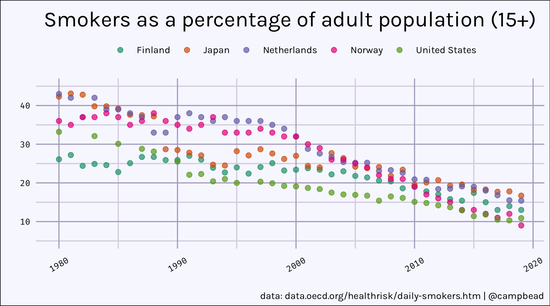 Smokers as a percentage of adult population (15+)
Finland Japan Netherlands Norway United States
40
30
20
10
1980 1990 2000 2010 2020
data: data.oecd.org/healthrisk/daily-smokers.htm | @campbead